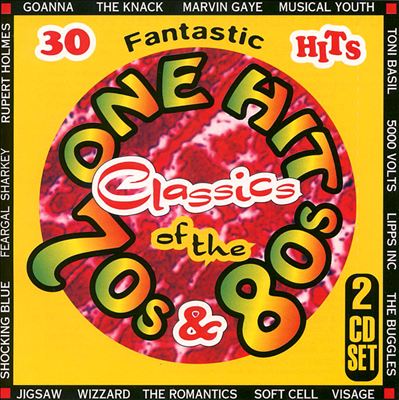 GOANNA THE KNACK MARVIN GAYE MUSICAL YOUTH
30 Fantastic HITS
ONE HIT
Classics
of the
70s & 80s
2
CD
SET
RUPERT HOLMES
FEARGAL SHARKEY
SHOCKING BLUE
TONI BASIL
5000 VOLTS
LIPPS INC
THE BUGGLES
JIGSAW WIZZARD THE ROMANTICS SOFT CELL VISAGE